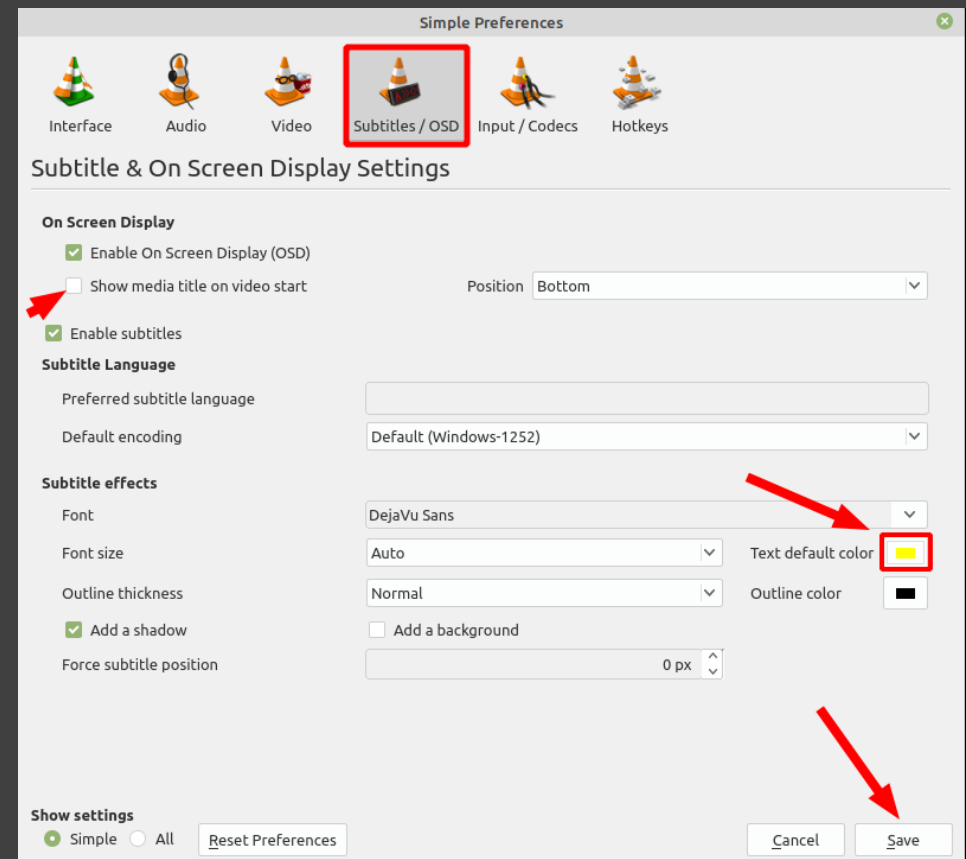 Simple Preferences
Interface Audio Video Subtitles / OSD Input / Codecs Hotkeys
Subtitle & On Screen Display Settings
On Screen Display
Enable On Screen Display (OSD)
Show media title on video start Position Bottom
Enable subtitles
Subtitle Language
Preferred subtitle language
Default encoding Default (Windows-1252)
Subtitle effects
Font DejaVu Sans
Font size Auto Text default color
Outline thickness Normal Outline color
Add a shadow Add a background
Force subtitle position 0 px
Show settings
Simple All Reset Preferences Cancel Save